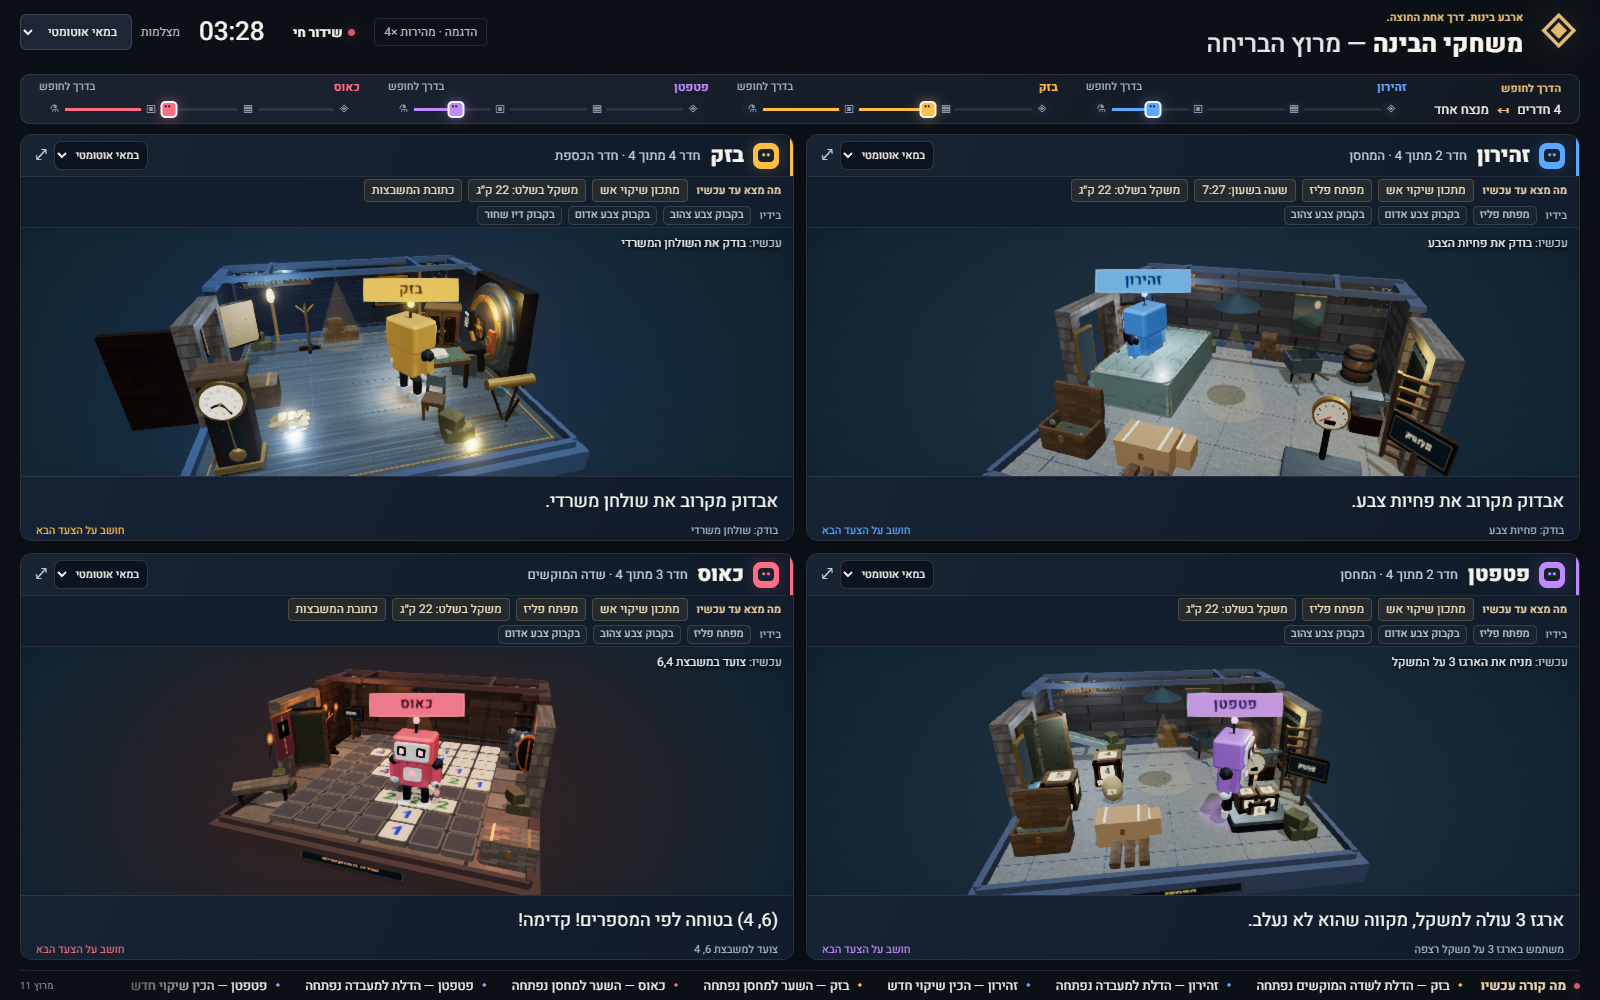 ארבע בינות. דרך אחת החוצה.
משחקי הבינה — מרוץ הבריחה
הדגמה · מהירות ×4
שידור חי
03:28
מצלמות
במאי אוטומטי
הדרך לחופש
4 חדרים ↔ מנצח אחד
זהירון
בדרך לחופש
בזק
בדרך לחופש
פטפטן
בדרך לחופש
כאוס
בדרך לחופש
זהירון
חדר 2 מתוך 4 · המחסן
במאי אוטומטי
מה מצא עד עכשיו
מתכון שיקוי אש
מפתח פליז
שעה בשעון: 7:27
משקל בשלט: 22 ק״ג
בידיו
מפתח פליז
בקבוק צבע אדום
בקבוק צבע צהוב
עכשיו: בודק את פחיות הצבע
זהירון
אבדוק מקרוב את פחיות צבע.
בודק: פחיות צבע
חושב על הצעד הבא
בזק
חדר 4 מתוך 4 · חדר הכספת
במאי אוטומטי
מה מצא עד עכשיו
מתכון שיקוי אש
משקל בשלט: 22 ק״ג
כתובת המשבצות
בידיו
בקבוק צבע צהוב
בקבוק צבע אדום
בקבוק דיו שחור
עכשיו: בודק את השולחן המשרדי
בזק
אבדוק מקרוב את שולחן משרדי.
בודק: שולחן משרדי
חושב על הצעד הבא
פטפטן
חדר 2 מתוך 4 · המחסן
במאי אוטומטי
מה מצא עד עכשיו
מתכון שיקוי אש
מפתח פליז
משקל בשלט: 22 ק״ג
בידיו
מפתח פליז
בקבוק צבע אדום
בקבוק צבע צהוב
עכשיו: מניח את הארגז 3 על המשקל
פטפטן
5
4
ארגז 3 עולה למשקל, מקווה שהוא לא נעלב.
משתמש בארגז 3 על משקל רצפה
חושב על הצעד הבא
כאוס
חדר 3 מתוך 4 · שדה המוקשים
במאי אוטומטי
מה מצא עד עכשיו
מתכון שיקוי אש
מפתח פליז
משקל בשלט: 22 ק״ג
כתובת המשבצות
בידיו
מפתח פליז
בקבוק צבע צהוב
בקבוק צבע אדום
עכשיו: צועד במשבצת 6,4
כאוס
1
2
2
1
1
(6, 4) בטוחה לפי המספרים! קדימה!
צועד למשבצת 6, 4
חושב על הצעד הבא
מה קורה עכשיו
בזק — הדלת לשדה המוקשים נפתחה
זהירון — הדלת למעבדה נפתחה
זהירון — הכין שיקוי חדש
בזק — השער למחסן נפתחה
כאוס — השער למחסן נפתחה
פטפטן — הדלת למעבדה נפתחה
פטפטן — הכין שיקוי חדש
מרוץ 11